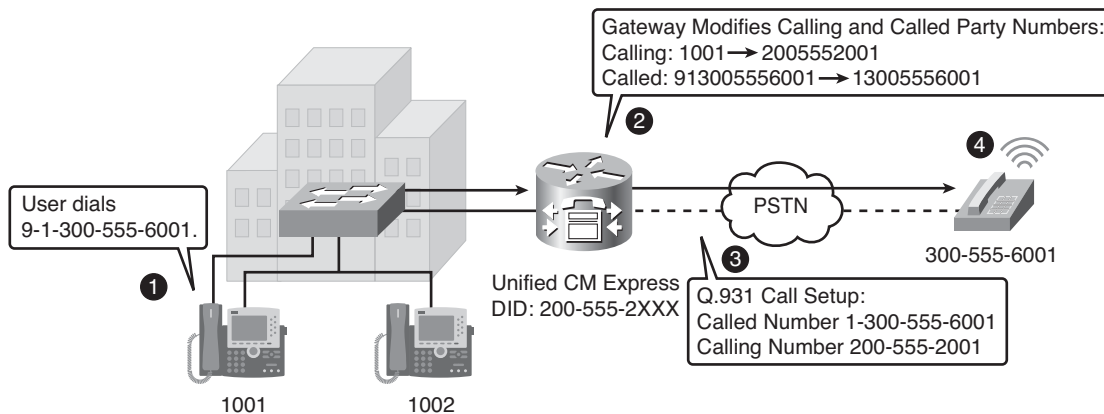 Gateway Modifies Calling and Called Party Numbers:
Calling: 1001 → 2005552001
Called: 913005556001 → 13005556001
2
4
User dials
9-1-300-555-6001.
1
PSTN
300-555-6001
3
Unified CM Express
DID: 200-555-2XXX
Q.931 Call Setup:
Called Number 1-300-555-6001
Calling Number 200-555-2001
1001
1002